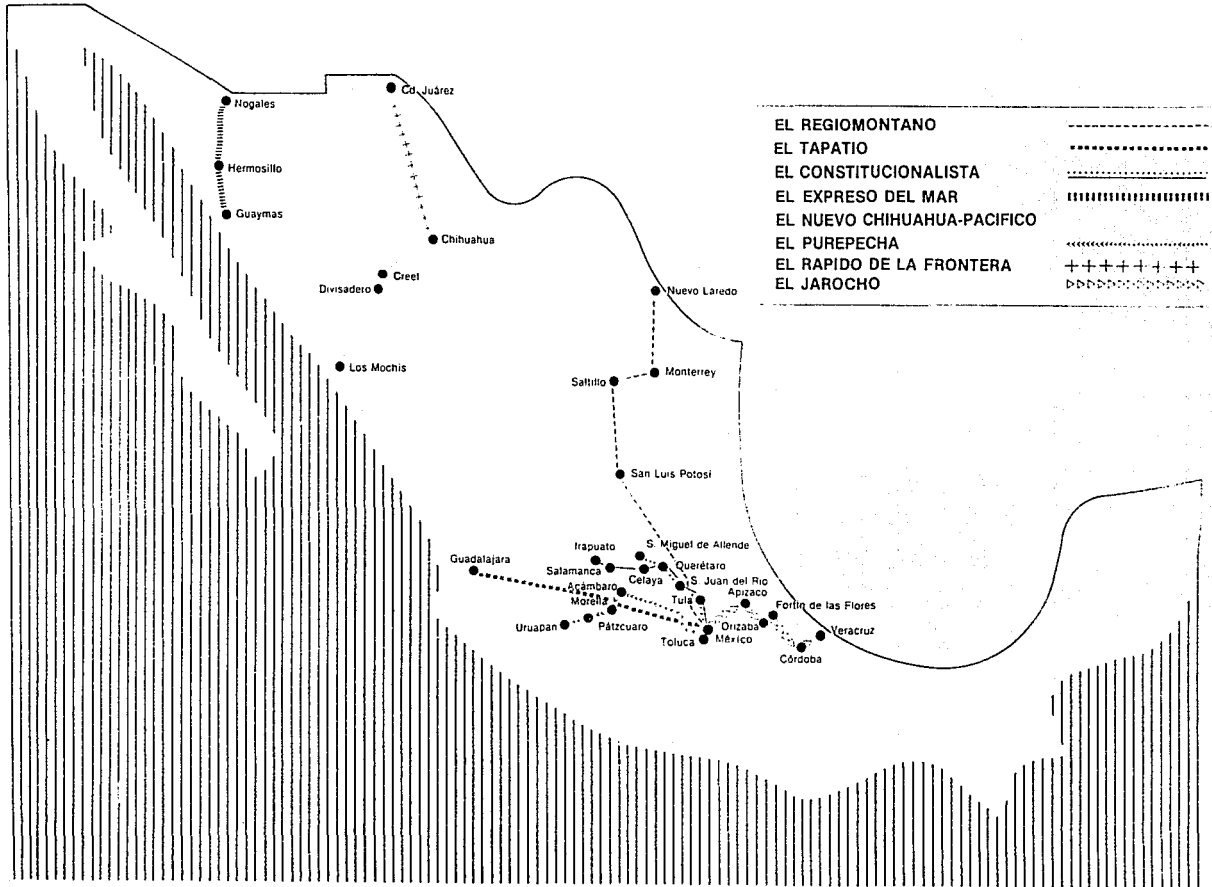 Cd. Juárez
Nogales
Hermosillo
Guaymas
Chihuahua
Creel
Divisadero
Los Mochis
Nuevo Laredo
Monterrey
Saltillo
San Luis Potosí
EL REGIOMONTANO
EL TAPATIO
EL CONSTITUCIONALISTA
EL EXPRESO DEL MAR
EL NUEVO CHIHUAHUA-PACIFICO
EL PUREPECHA
EL RAPIDO DE LA FRONTERA
EL JAROCHO
Guadalajara
Irapuato
S. Miguel de Allende
Salamanca
Celaya
Querétaro
Acámbaro
S. Juan del Rio
Tula
Apizaco
Morelia
Fortín de las Flores
Uruapan
Pátzcuaro
Orizaba
Veracruz
Toluca
México
Córdoba